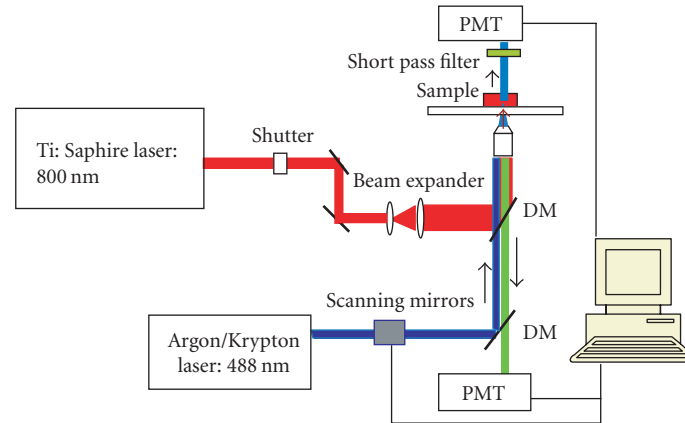 PMT
Short pass filter
Sample
Shutter
Ti: Saphire laser:
800 nm
Beam expander
DM
Scanning mirrors
Argon/Krypton
laser: 488 nm
DM
PMT